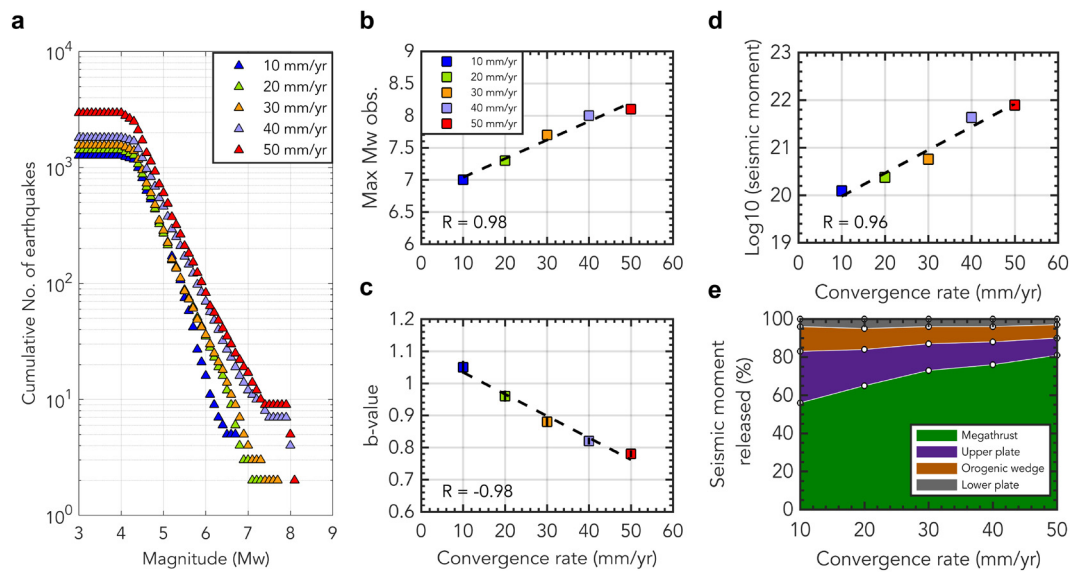 a
Cumulative No. of earthquakes
10^4
10^3
10^2
10^1
10^0
10 mm/yr
20 mm/yr
30 mm/yr
40 mm/yr
50 mm/yr
3 4 5 6 7 8 9
Magnitude (Mw)
b
Max Mw obs.
9
8.5
8
7.5
7
6.5
6
10 mm/yr
20 mm/yr
30 mm/yr
40 mm/yr
50 mm/yr
R = 0.98
0 10 20 30 40 50 60
c
b-value
1.2
1.1
1
0.9
0.8
0.7
0.6
R = -0.98
0 10 20 30 40 50 60
Convergence rate (mm/yr)
d
Log10 (seismic moment)
23
22
21
20
19
R = 0.96
0 10 20 30 40 50 60
Convergence rate (mm/yr)
e
Seismic moment
released (%)
100
80
60
40
20
0
Megathrust
Upper plate
Orogenic wedge
Lower plate
10 20 30 40 50
Convergence rate (mm/yr)